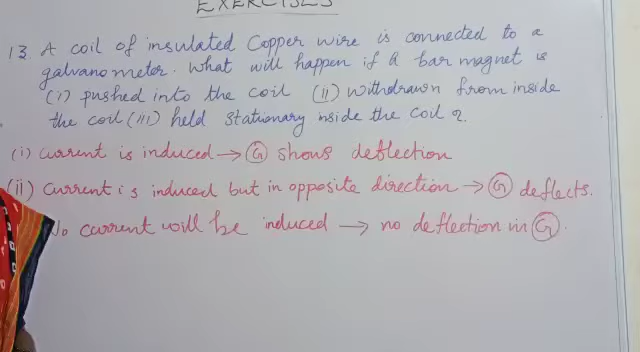 EXERCISES
13. A coil of insulated Copper wire is connected to a
galvanometer. What will happen if a bar magnet is
(i) pushed into the coil (ii) withdrawn from inside
the coil (iii) held stationary inside the coil?
(i) Current is induced → G shows deflection
(ii) Current is induced but in opposite direction → G deflects.
No current will be induced → no deflection in G.